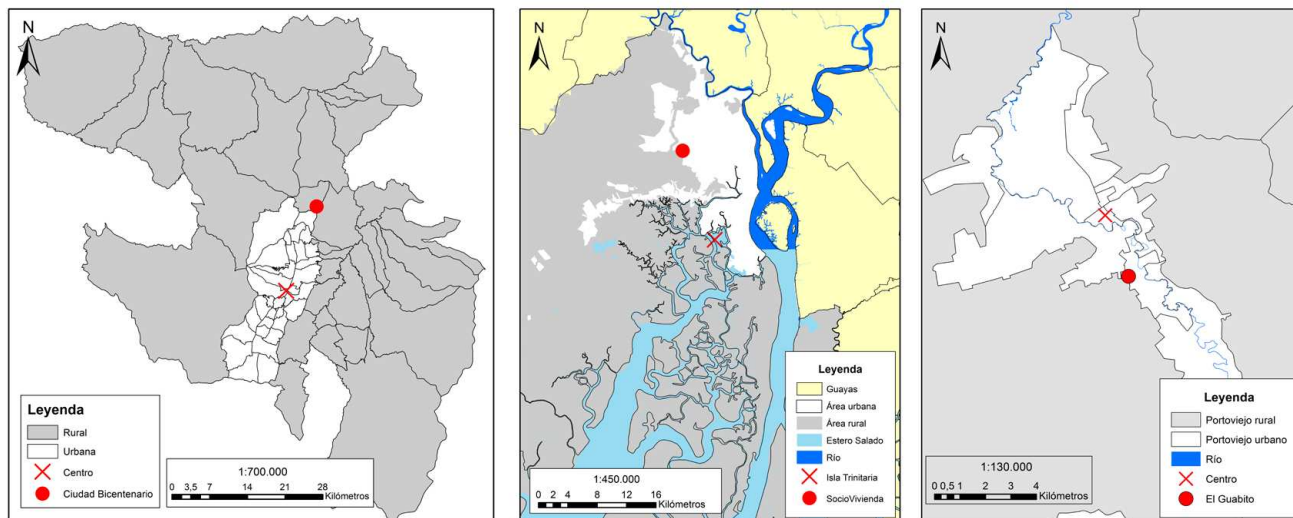 N
Leyenda
Rural
Urbana
Centro
Ciudad Bicentenario
1:700.000
0 3,5 7 14 21 28
Kilómetros
N
Leyenda
Guayas
Área urbana
Área rural
Estero Salado
Río
Isla Trinitaria
SocioVivienda
1:450.000
0 2 4 8 12 16
Kilómetros
N
Leyenda
Portoviejo rural
Portoviejo urbano
Río
Centro
El Guabito
1:130.000
0 0,5 1 2 3 4
Kilómetros